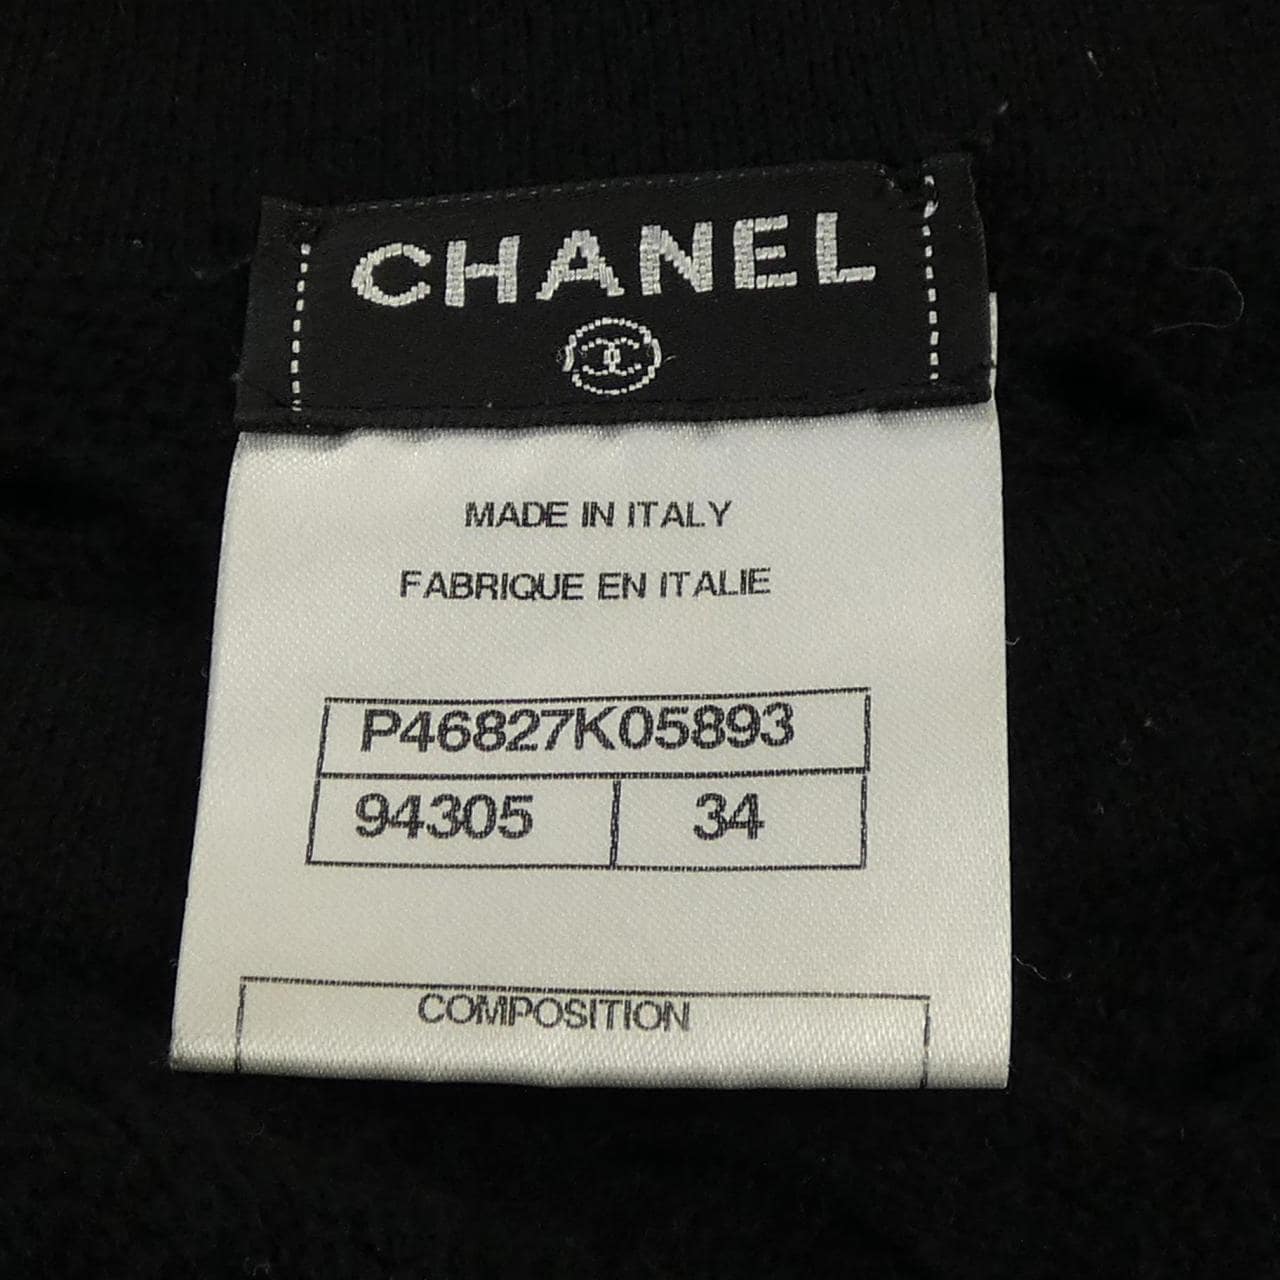 CHANEL
MADE IN ITALY
FABRIQUE EN ITALIE
P46827K05893
94305 34
COMPOSITION